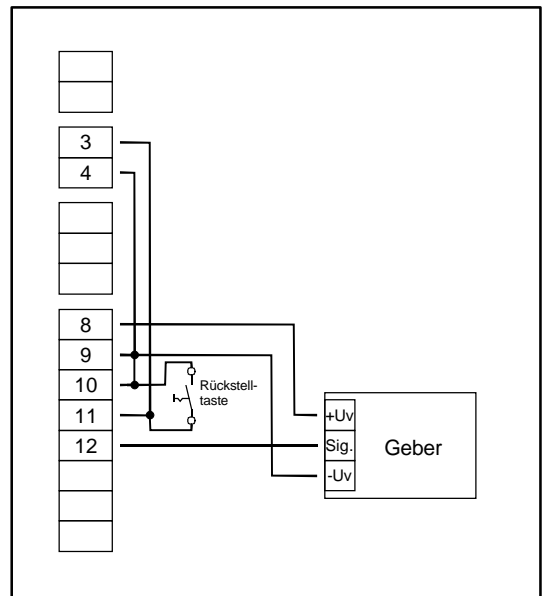 3
4
8
9
10
11
12
Rückstell-
taste
+Uv
Sig.
-Uv
Geber